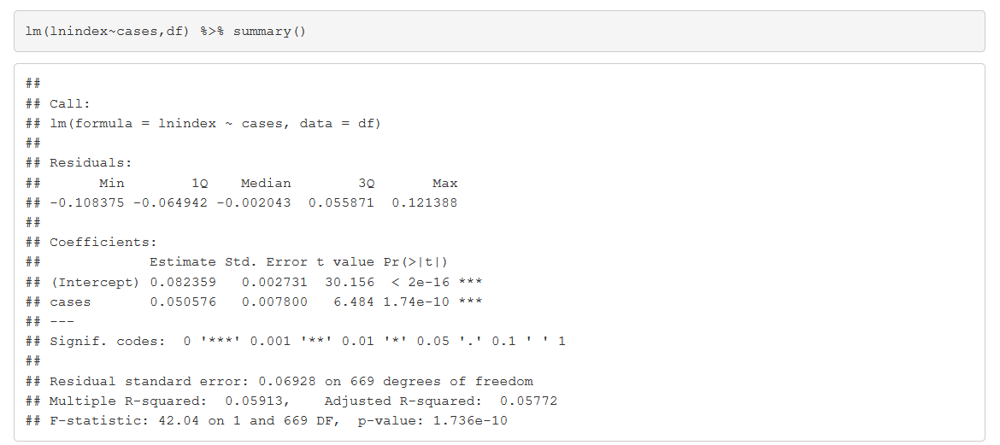 lm(lnindex~cases,df) %>% summary()
##
## Call:
## lm(formula = lnindex ~ cases, data = df)
##
## Residuals:
##       Min        1Q    Median        3Q       Max
## -0.108375 -0.064942 -0.002043  0.055871  0.121388
##
## Coefficients:
##             Estimate Std. Error t value Pr(>|t|)
## (Intercept) 0.082359   0.002731  30.156  < 2e-16 ***
## cases       0.050576   0.007800   6.484 1.74e-10 ***
## ---
## Signif. codes:  0 '***' 0.001 '**' 0.01 '*' 0.05 '.' 0.1 ' ' 1
##
## Residual standard error: 0.06928 on 669 degrees of freedom
## Multiple R-squared:  0.05913,    Adjusted R-squared:  0.05772
## F-statistic: 42.04 on 1 and 669 DF,  p-value: 1.736e-10